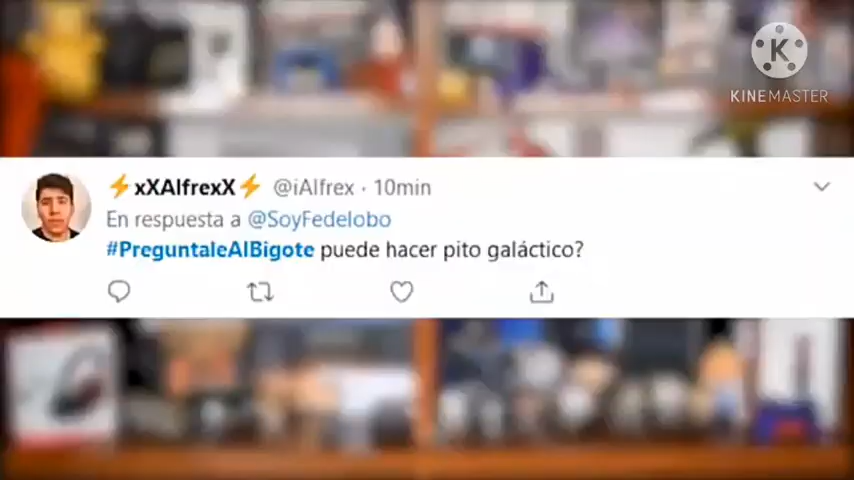 K
KINEMASTER
⚡xXAlfrexX⚡ @iAlfrex · 10min
En respuesta a @SoyFedelobo
#PreguntaleAlBigote puede hacer pito galáctico?